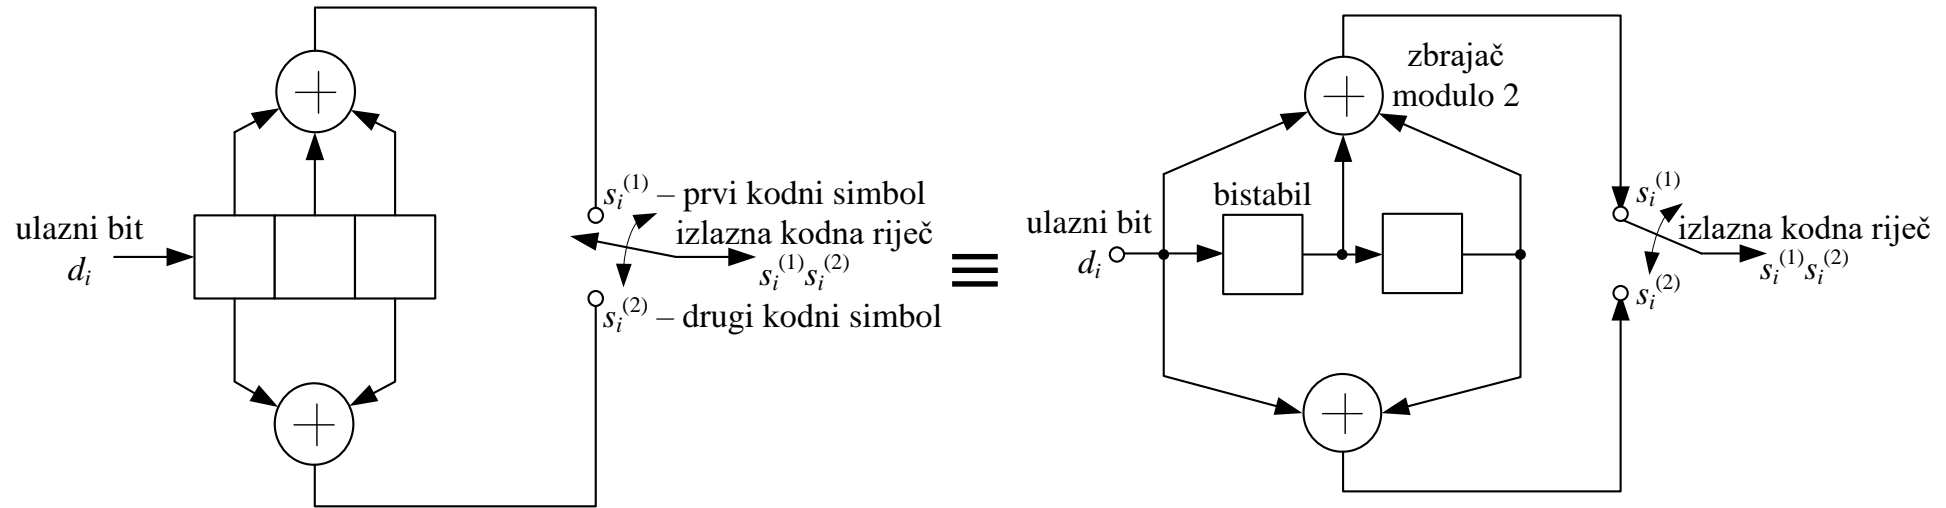 ulazni bit
d_i
s_i^(1) – prvi kodni simbol
izlazna kodna riječ
s_i^(1)s_i^(2)
s_i^(2) – drugi kodni simbol
≡
zbrajač
modulo 2
bistabil
ulazni bit
d_i
s_i^(1)
izlazna kodna riječ
s_i^(1)s_i^(2)
s_i^(2)